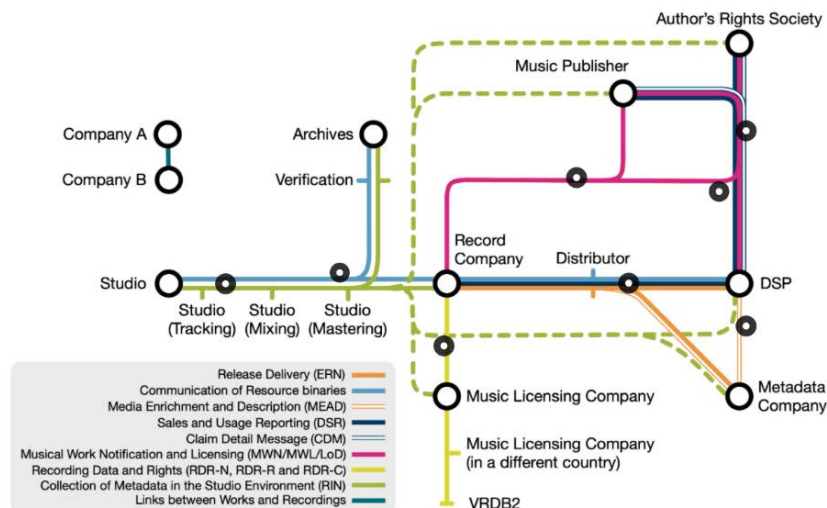 Author's Rights Society
Music Publisher
Company A
Archives
Company B
Verification
Record
Company
Distributor
Studio
DSP
Studio
(Tracking)
Studio
(Mixing)
Studio
(Mastering)
Release Delivery (ERN)
Communication of Resource binaries
Media Enrichment and Description (MEAD)
Sales and Usage Reporting (DSR)
Claim Detail Message (CDM)
Musical Work Notification and Licensing (MWN/MWL/LoD)
Recording Data and Rights (RDR-N, RDR-R and RDR-C)
Collection of Metadata in the Studio Environment (RIN)
Links between Works and Recordings
Music Licensing Company
Metadata
Company
Music Licensing Company
(in a different country)
VRDB2